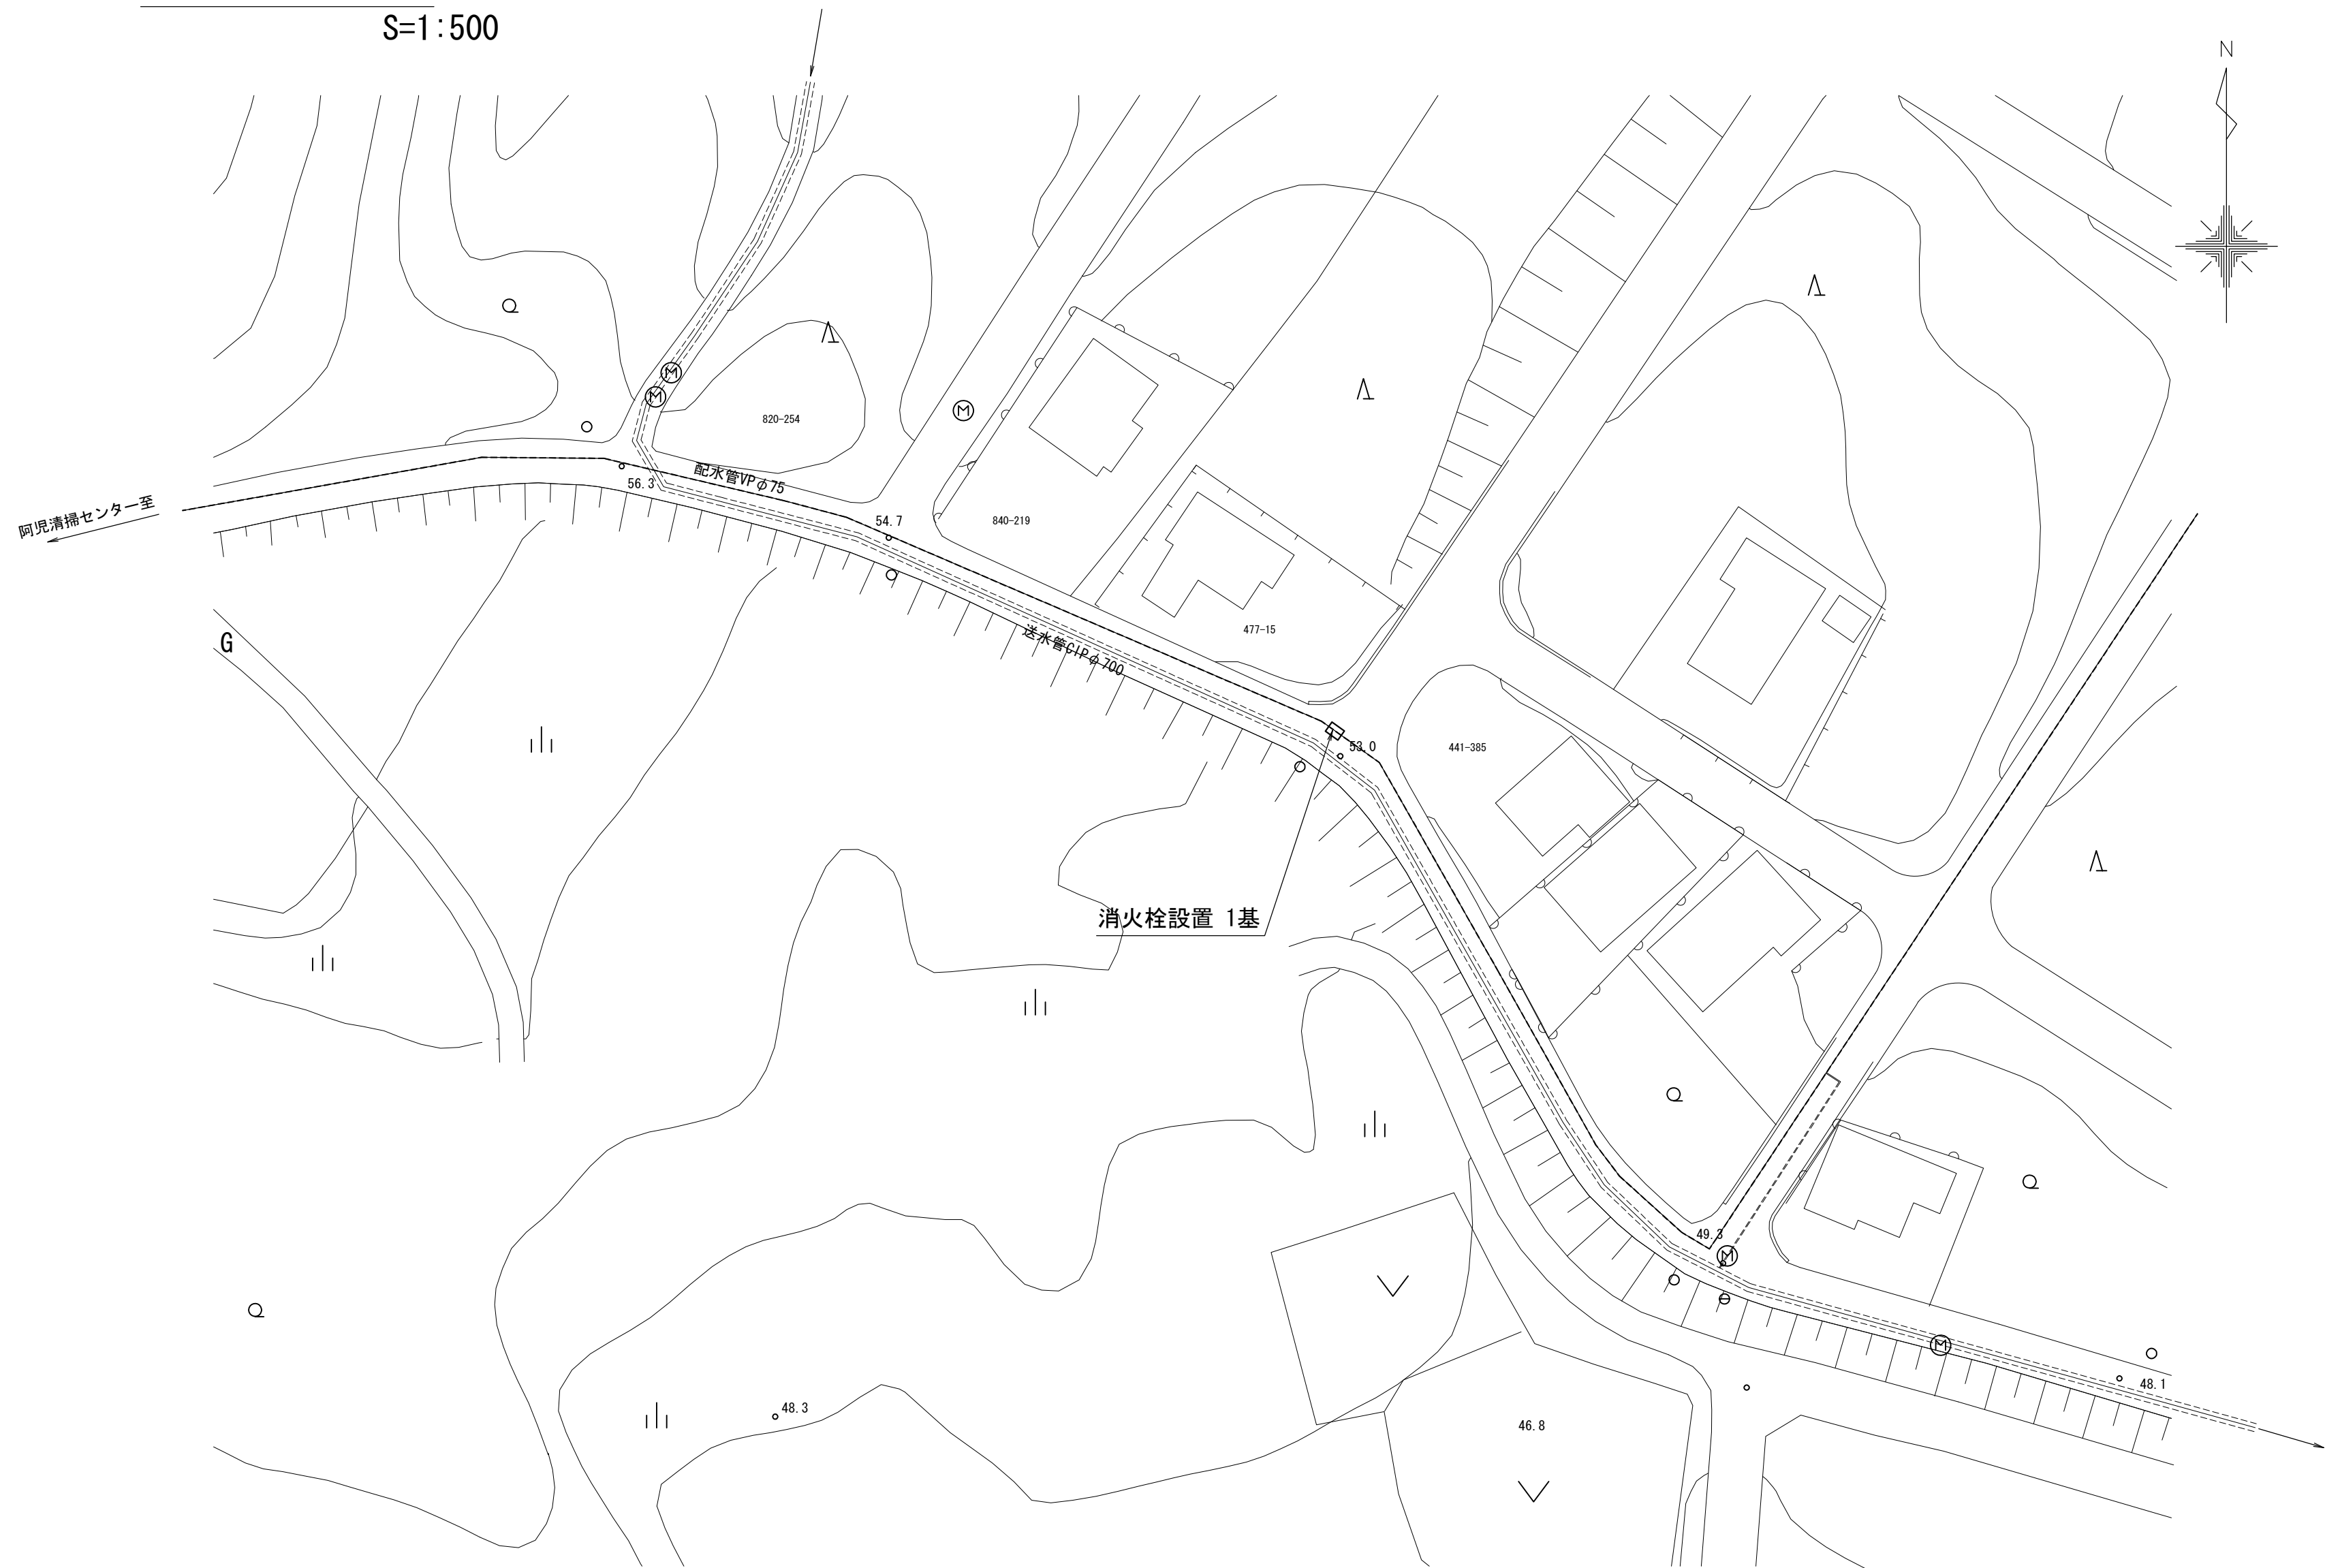 S=1:500
N
820-254
配水管VPφ75
阿児清掃センター至
56.3
54.7
840-219
477-15
G
送水管CIPφ700
53.0
441-385
消火栓設置 1基
49.3
48.1
48.3
46.8
M
M
M
M
M